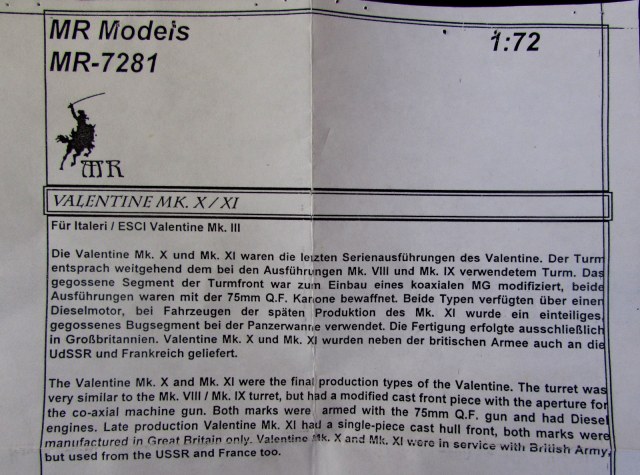 MR Models
MR-7281
1:72
MR
VALENTINE MK. X / XI
Für Italeri / ESCI Valentine Mk. III
Die Valentine Mk. X und Mk. XI waren die letzten Serienausführungen des Valentine. Der Turm
entsprach weitgehend dem bei den Ausführungen Mk. VIII und Mk. IX verwendetem Turm. Das
gegossene Segment der Turmfront war zum Einbau eines koaxialen MG modifiziert, beide
Ausführungen waren mit der 75mm Q.F. Kanone bewaffnet. Beide Typen verfügten über einen
Dieselmotor, bei Fahrzeugen der späten Produktion des Mk. XI wurde ein einteiliges,
gegossenes Bugsegment bei der Panzerwanne verwendet. Die Fertigung erfolgte ausschließlich
in Großbritannien. Valentine Mk. X und Mk. XI wurden neben der britischen Armee auch an die
UdSSR und Frankreich geliefert.
The Valentine Mk. X and Mk. XI were the final production types of the Valentine. The turret was
very similar to the Mk. VIII / Mk. IX turret, but had a modified cast front piece with the aperture for
the co-axial machine gun. Both marks were armed with the 75mm Q.F. gun and had Diesel
engines. Late production Valentine Mk. XI had a single-piece cast hull front, both marks were
manufactured in Great Britain only. Valentine Mk. X and Mk. XI were in service with British Army,
but used from the USSR and France too.